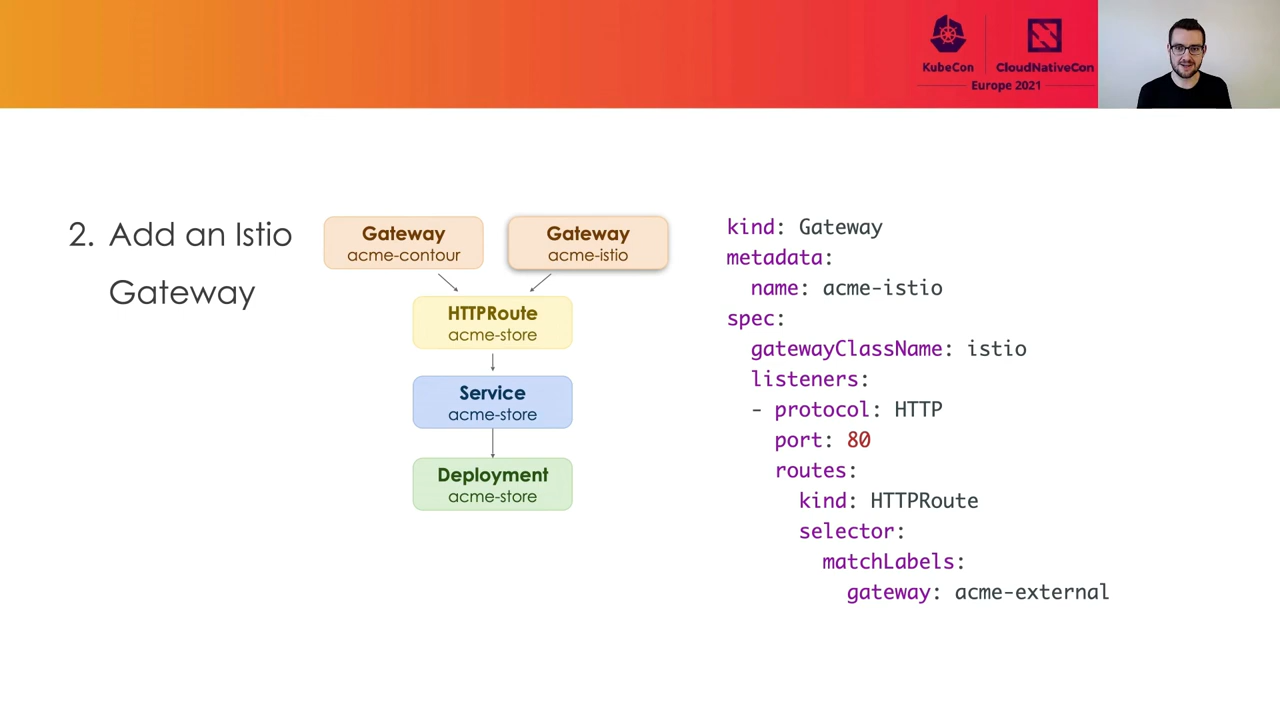 KubeCon
CloudNativeCon
Europe 2021
2. Add an Istio
Gateway
Gateway
acme-contour
Gateway
acme-istio
HTTPRoute
acme-store
Service
acme-store
Deployment
acme-store
kind: Gateway
metadata:
  name: acme-istio
spec:
  gatewayClassName: istio
  listeners:
  - protocol: HTTP
    port: 80
    routes:
      kind: HTTPRoute
      selector:
        matchLabels:
          gateway: acme-external